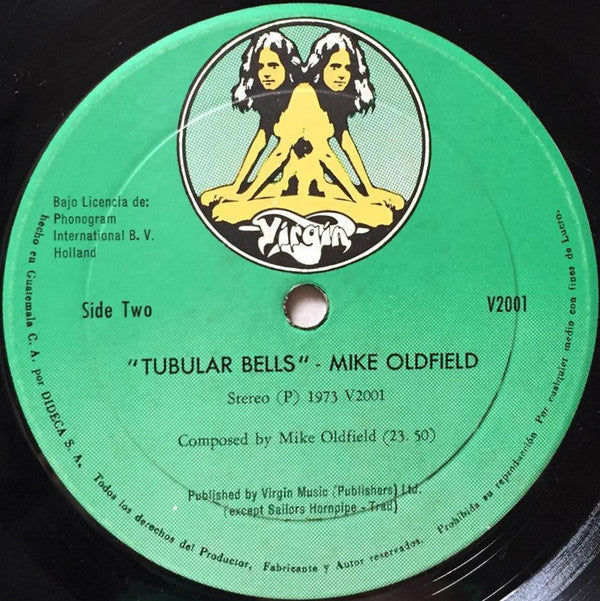 Virgin
Bajo Licencia de:
Phonogram
International B. V.
Holland
Side Two
V2001
"TUBULAR BELLS" - MIKE OLDFIELD
Stereo (P) 1973 V2001
Composed by Mike Oldfield (23. 50)
Published by Virgin Music (Publishers) Ltd.
(except Sailors Hornpipe - Trad)
hecho en Guatemala C. A. por DIDECA S. A. Todos los derechos del Productor, Fabricante y Autor reservados. Prohibida su reproducción Por cualquier medio con fines de Lucro.